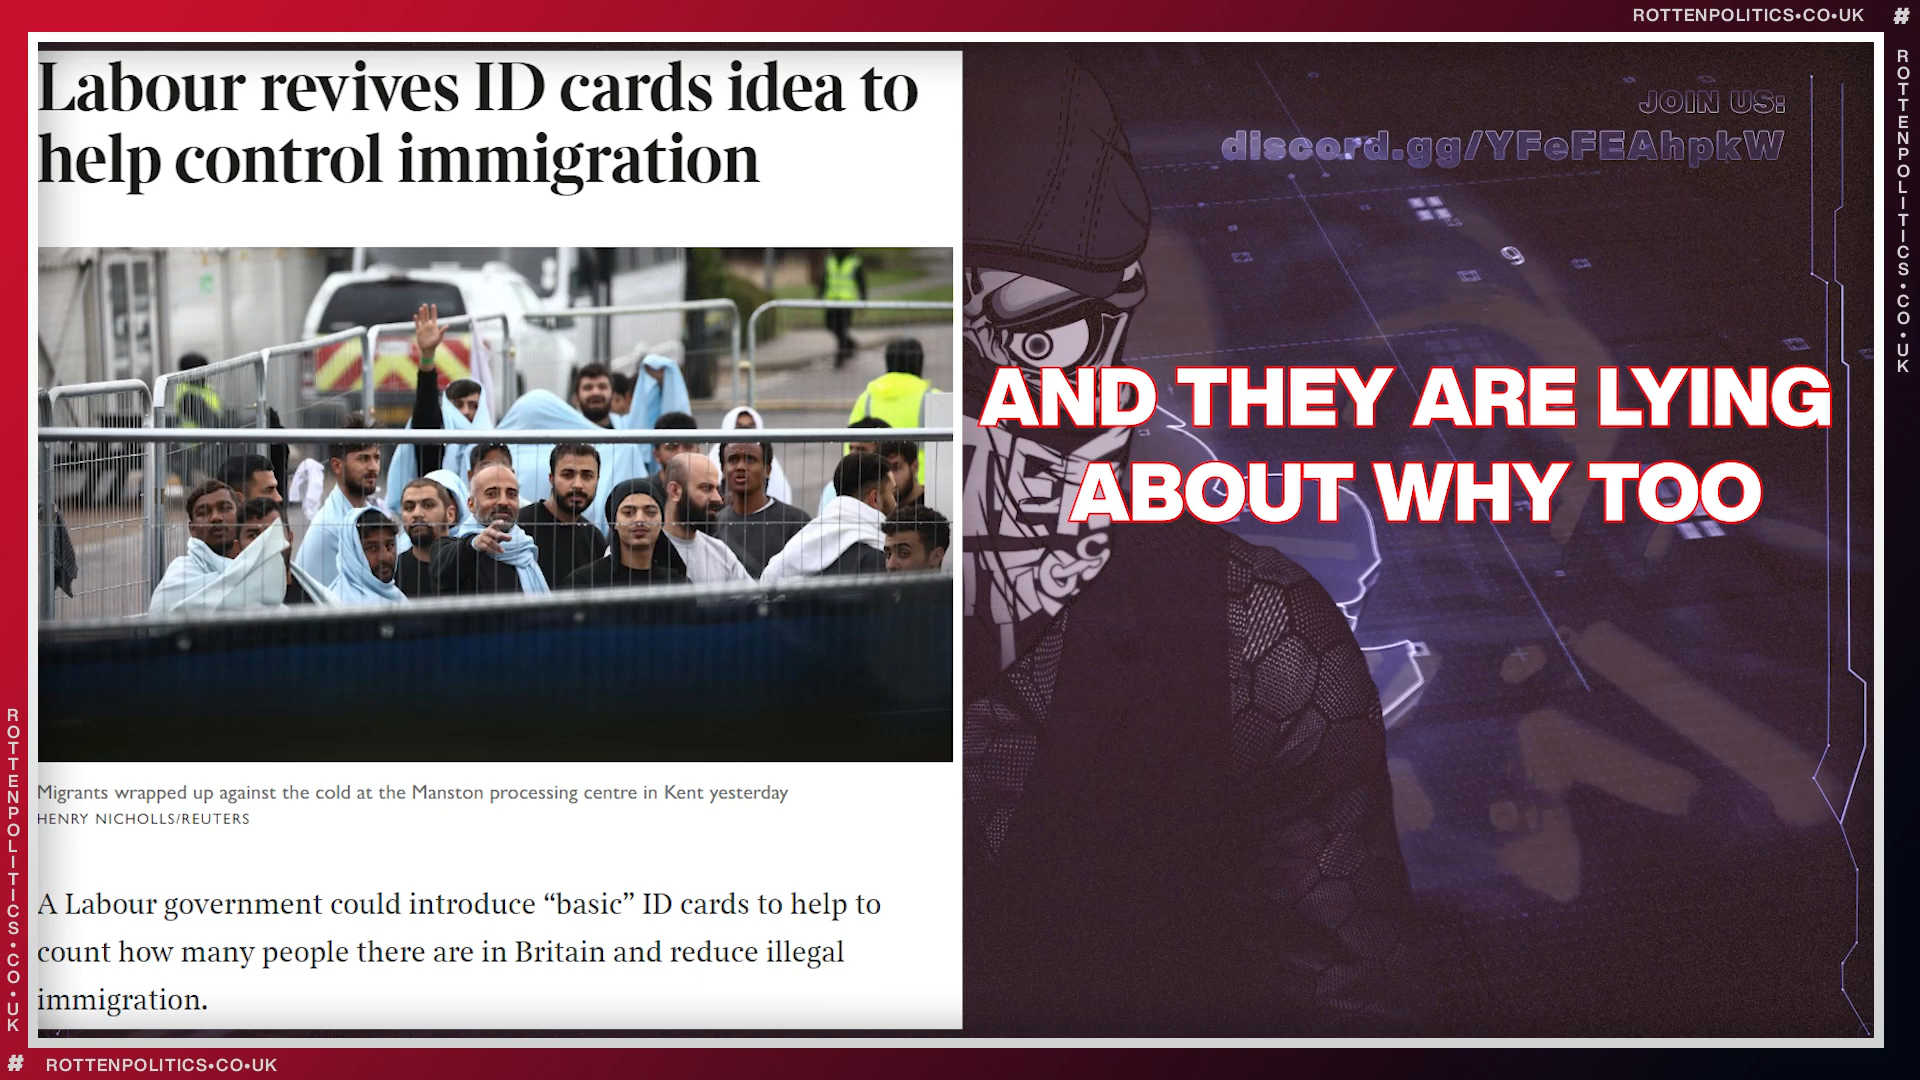 ROTTENPOLITICS•CO•UK #
ROTTENPOLITICS•CO•UK
Labour revives ID cards idea to
help control immigration
JOIN US:
discord.gg/YFeFEAhpkW
9
AND THEY ARE LYING
ABOUT WHY TOO
Migrants wrapped up against the cold at the Manston processing centre in Kent yesterday
HENRY NICHOLLS/REUTERS
A Labour government could introduce “basic” ID cards to help to
count how many people there are in Britain and reduce illegal
immigration.
ROTTENPOLITICS•CO•UK
# ROTTENPOLITICS•CO•UK